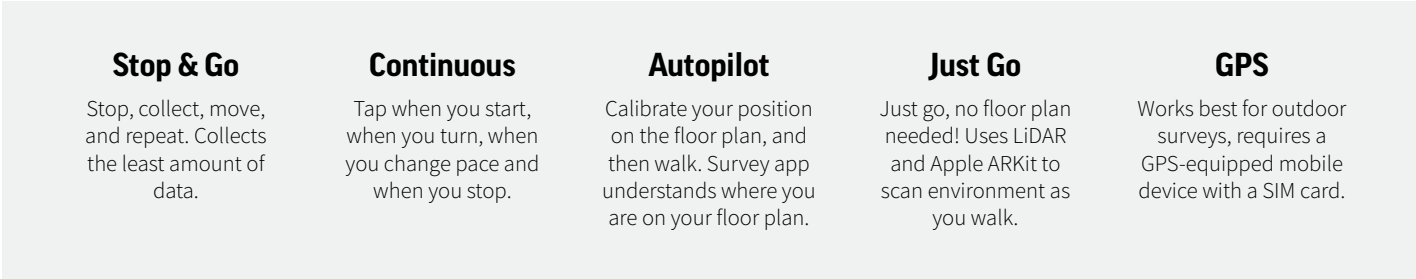 Stop & Go
Stop, collect, move,
and repeat. Collects
the least amount of
data.
Continuous
Tap when you start,
when you turn, when
you change pace and
when you stop.
Autopilot
Calibrate your position
on the floor plan, and
then walk. Survey app
understands where you
are on your floor plan.
Just Go
Just go, no floor plan
needed! Uses LiDAR
and Apple ARKit to
scan environment as
you walk.
GPS
Works best for outdoor
surveys, requires a
GPS-equipped mobile
device with a SIM card.